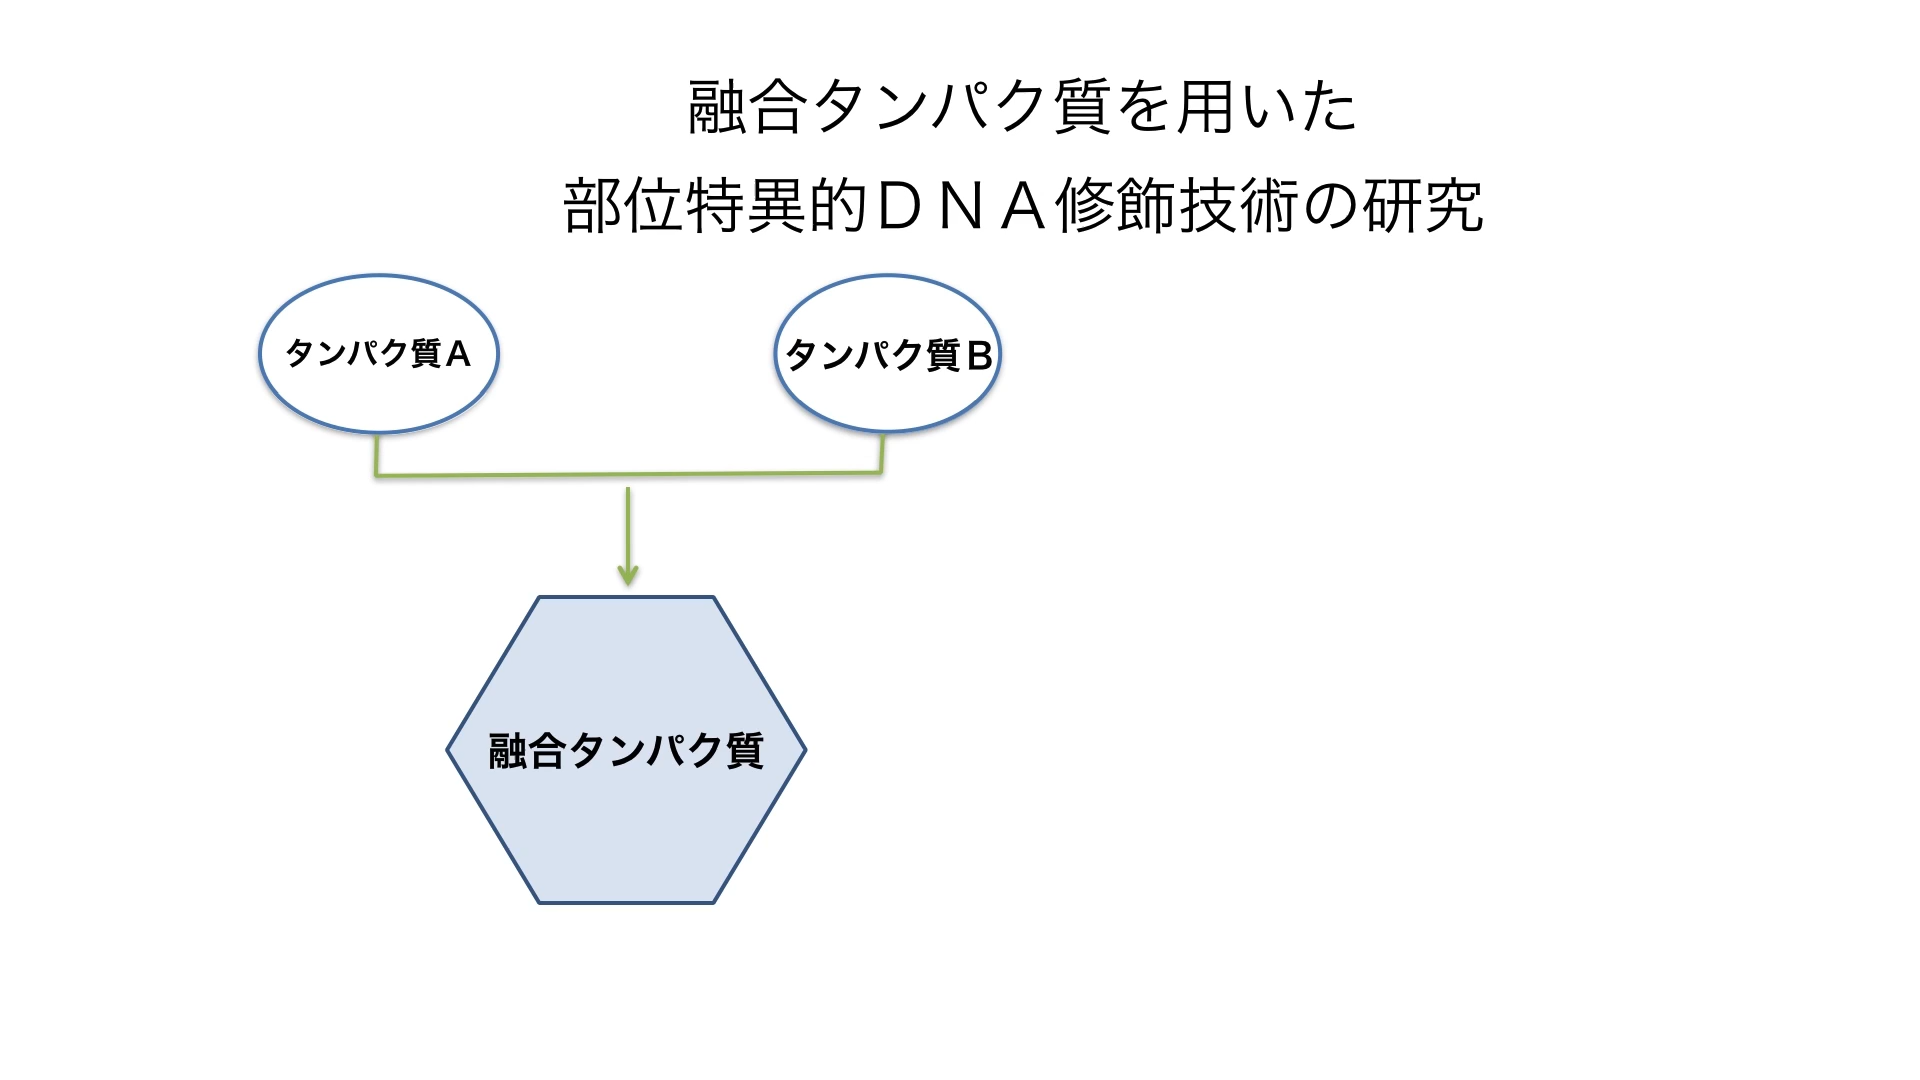 融合タンパク質を用いた
部位特異的ＤＮＡ修飾技術の研究
タンパク質Ａ
タンパク質Ｂ
融合タンパク質